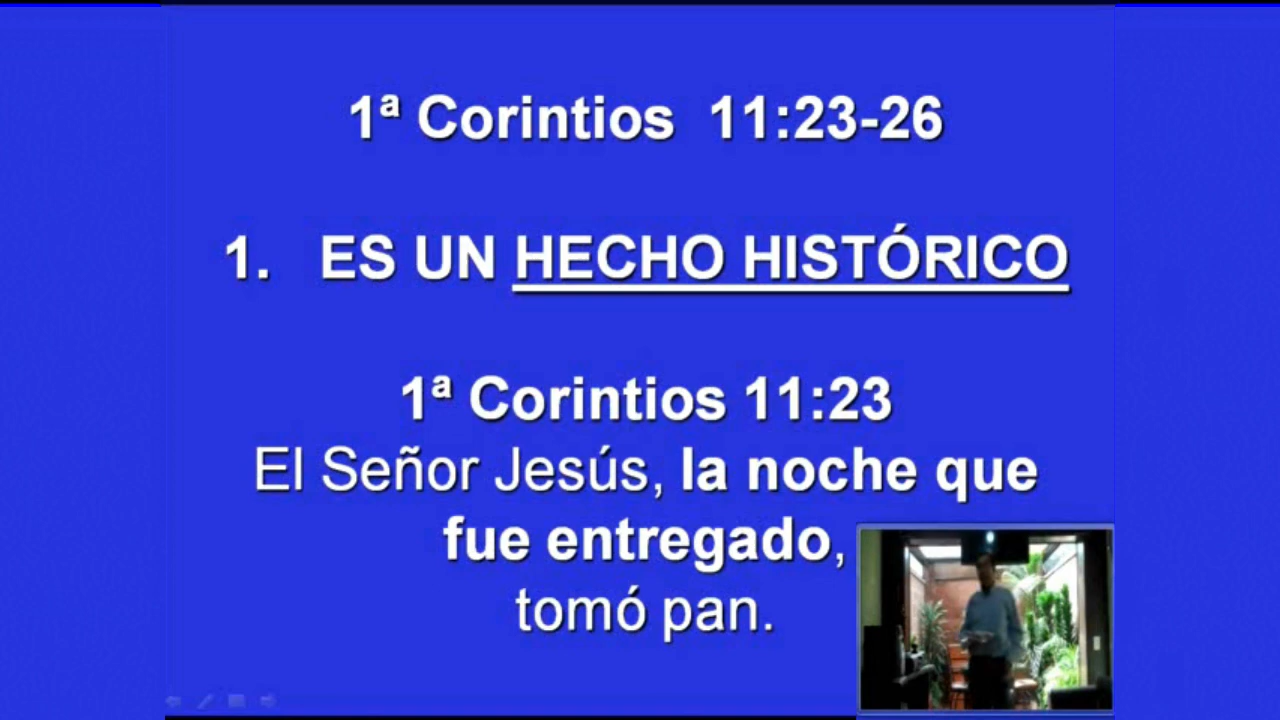 1ª Corintios 11:23-26
1. ES UN HECHO HISTÓRICO
1ª Corintios 11:23
El Señor Jesús, la noche que
fue entregado,
tomó pan.